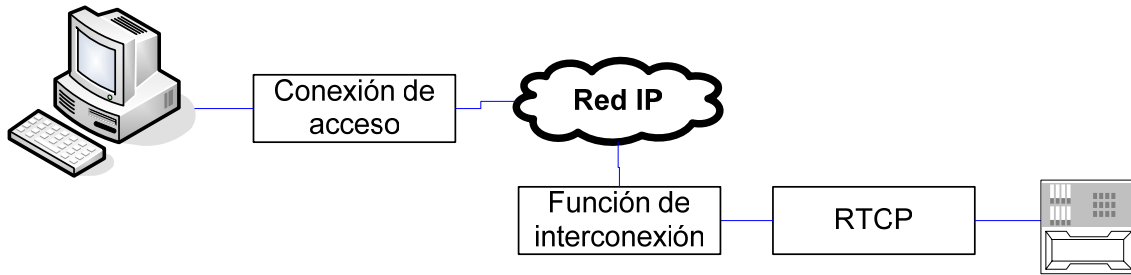 Conexión de
acceso
Red IP
Función de
interconexión
RTCP